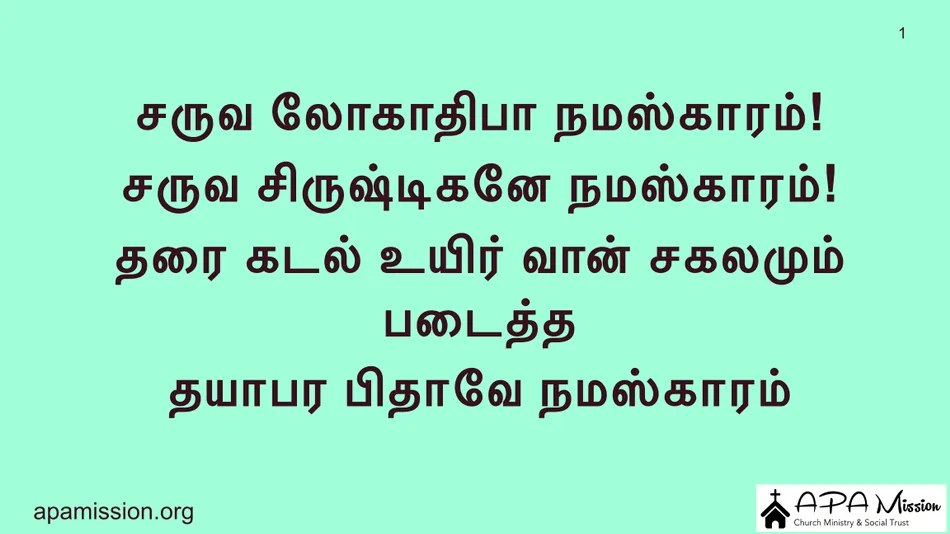 1
சருவ லோகாதிபா நமஸ்காரம்!
சருவ சிருஷ்டிகனே நமஸ்காரம்!
தரை கடல் உயிர் வான் சகலமும்
படைத்த
தயாபர பிதாவே நமஸ்காரம்
apamission.org
APA Mission
Church Ministry & Social Trust